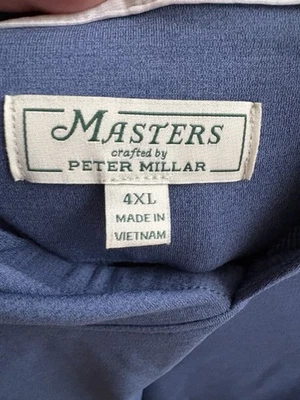 MASTERS
crafted by
PETER MILLAR
4XL
MADE IN
VIETNAM